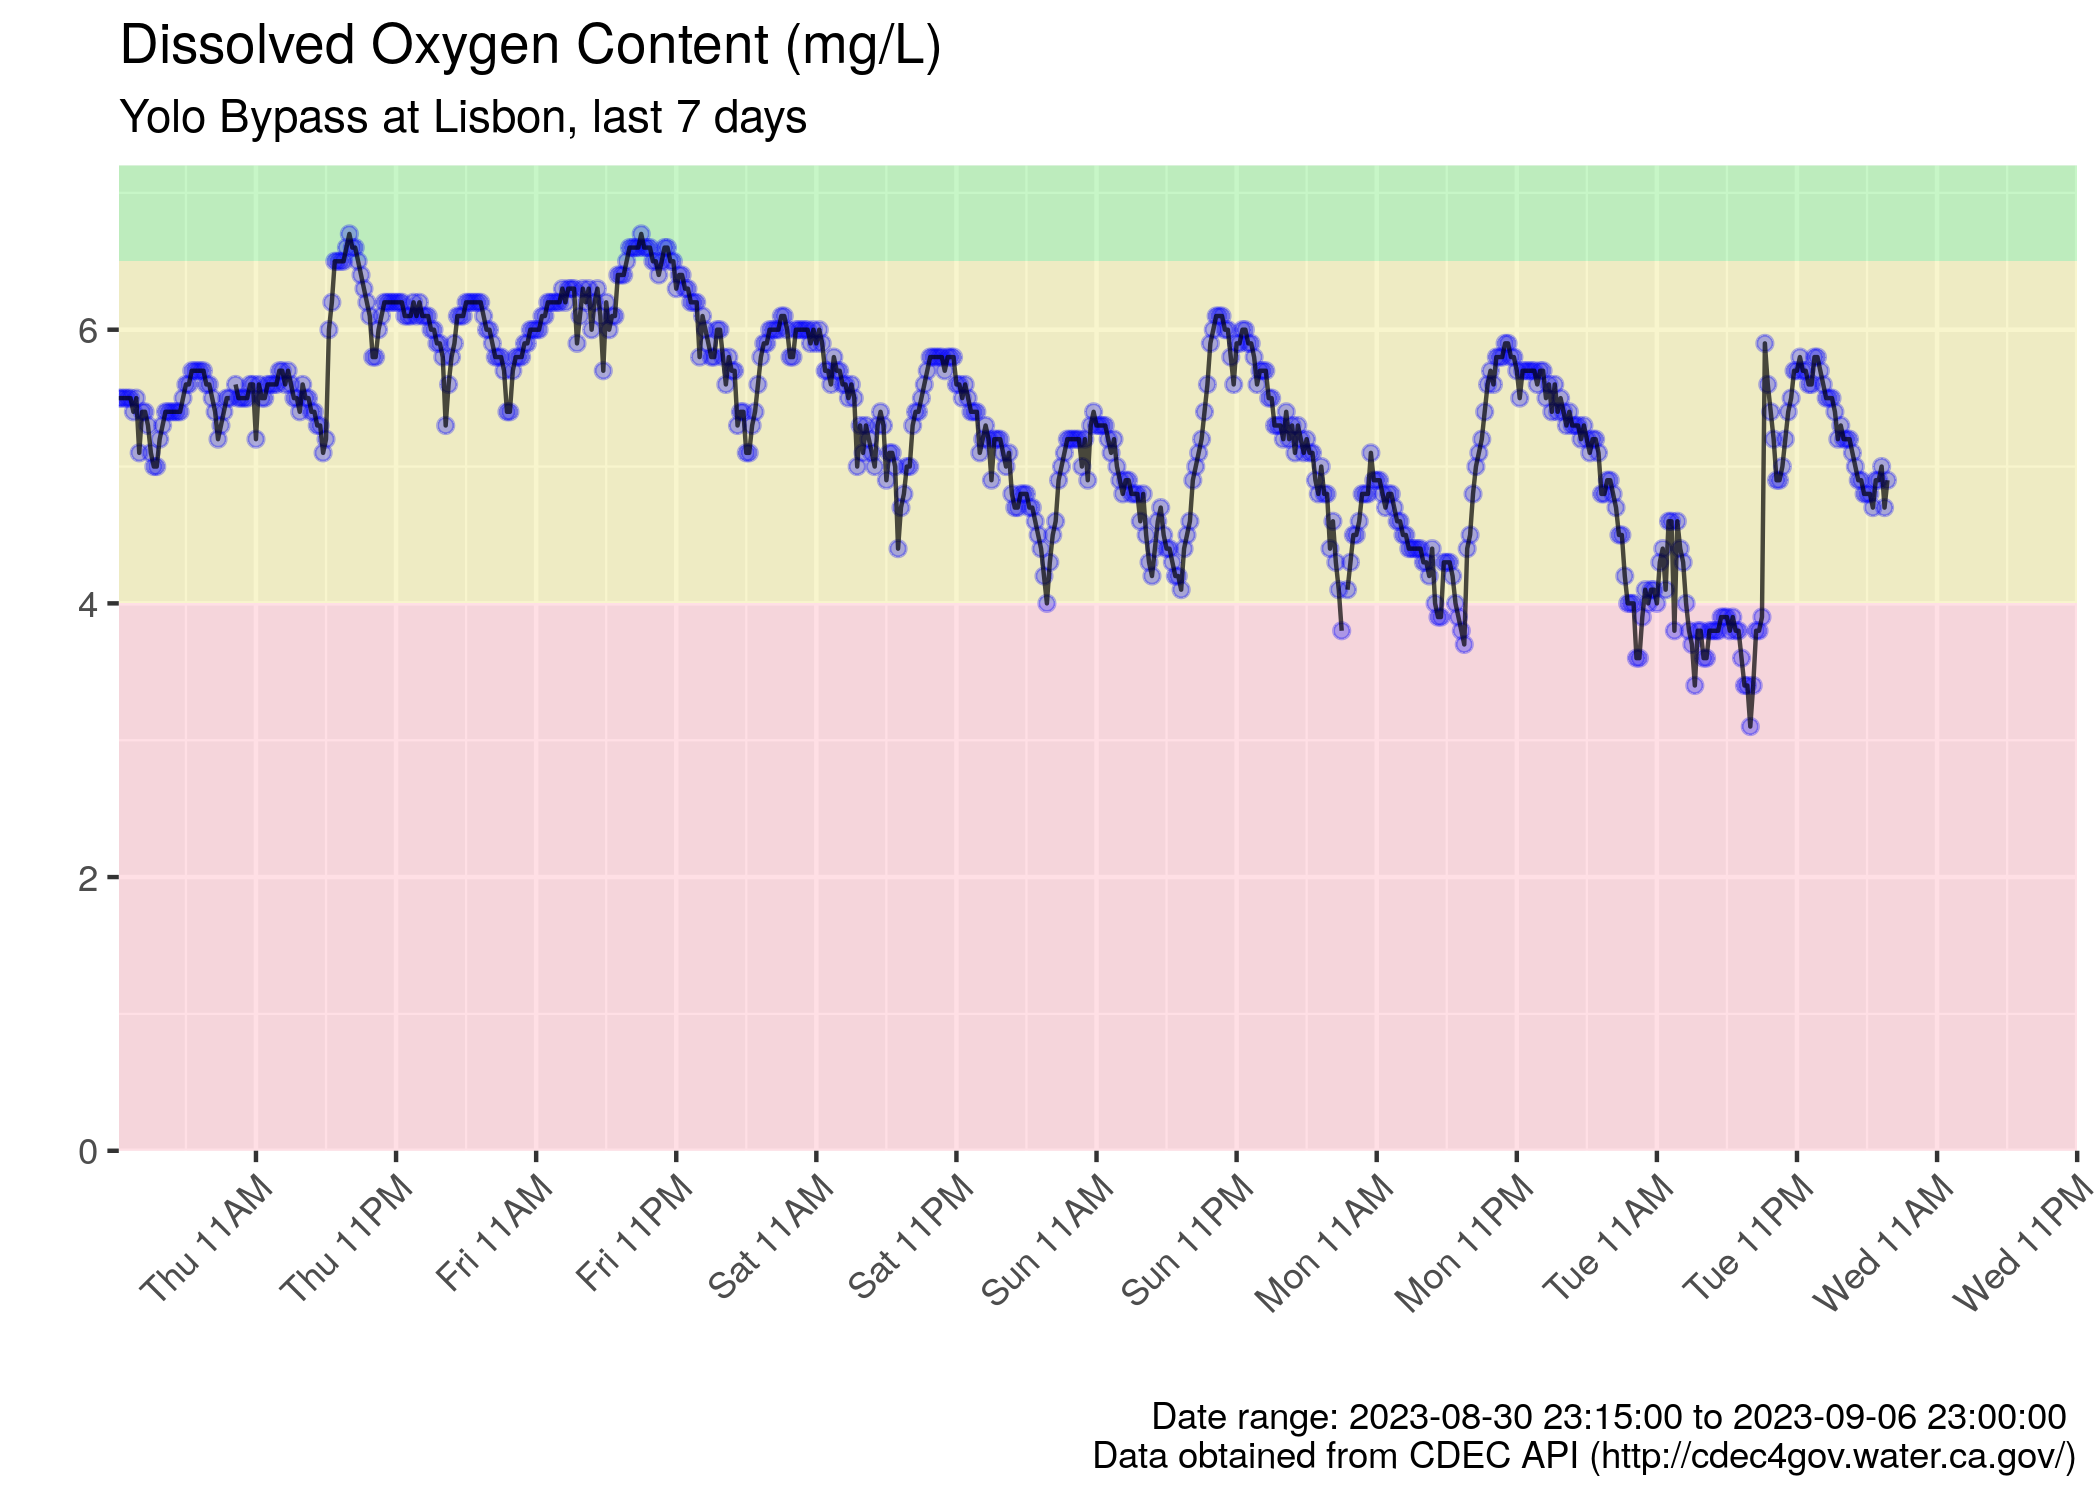 Dissolved Oxygen Content (mg/L)
Yolo Bypass at Lisbon, last 7 days
6
4
2
0
Thu 11AM
Thu 11PM
Fri 11AM
Fri 11PM
Sat 11AM
Sat 11PM
Sun 11AM
Sun 11PM
Mon 11AM
Mon 11PM
Tue 11AM
Tue 11PM
Wed 11AM
Wed 11PM
Date range: 2023-08-30 23:15:00 to 2023-09-06 23:00:00
Data obtained from CDEC API (http://cdec4gov.water.ca.gov/)